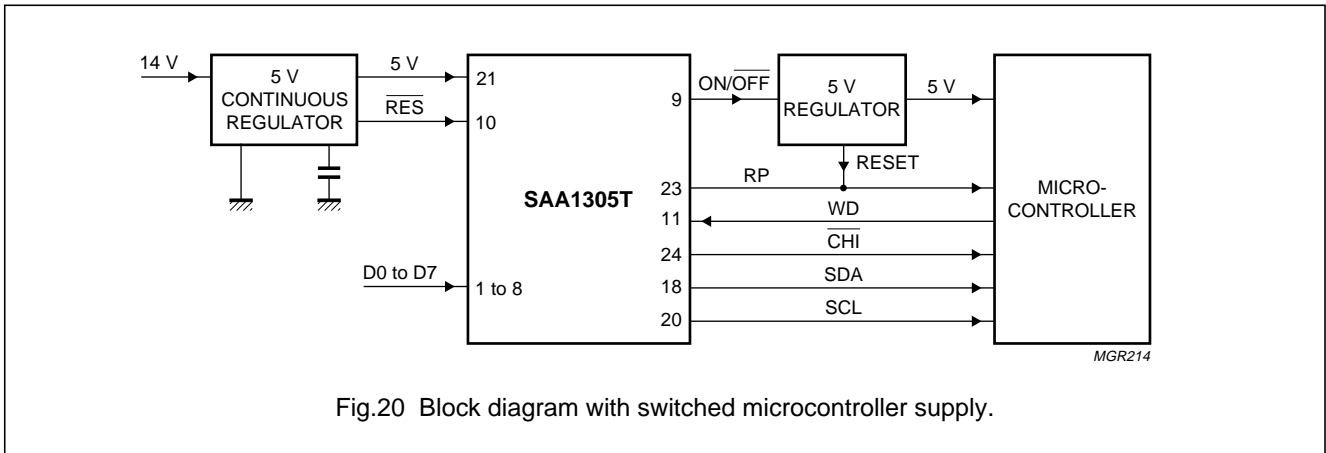 14 V
5 V
CONTINUOUS
REGULATOR
5 V
RES
21
10
SAA1305T
D0 to D7
1 to 8
9
23
11
24
18
20
ON/OFF
5 V
REGULATOR
5 V
RESET
RP
WD
CHI
SDA
SCL
MICRO-
CONTROLLER
MGR214
Fig.20 Block diagram with switched microcontroller supply.